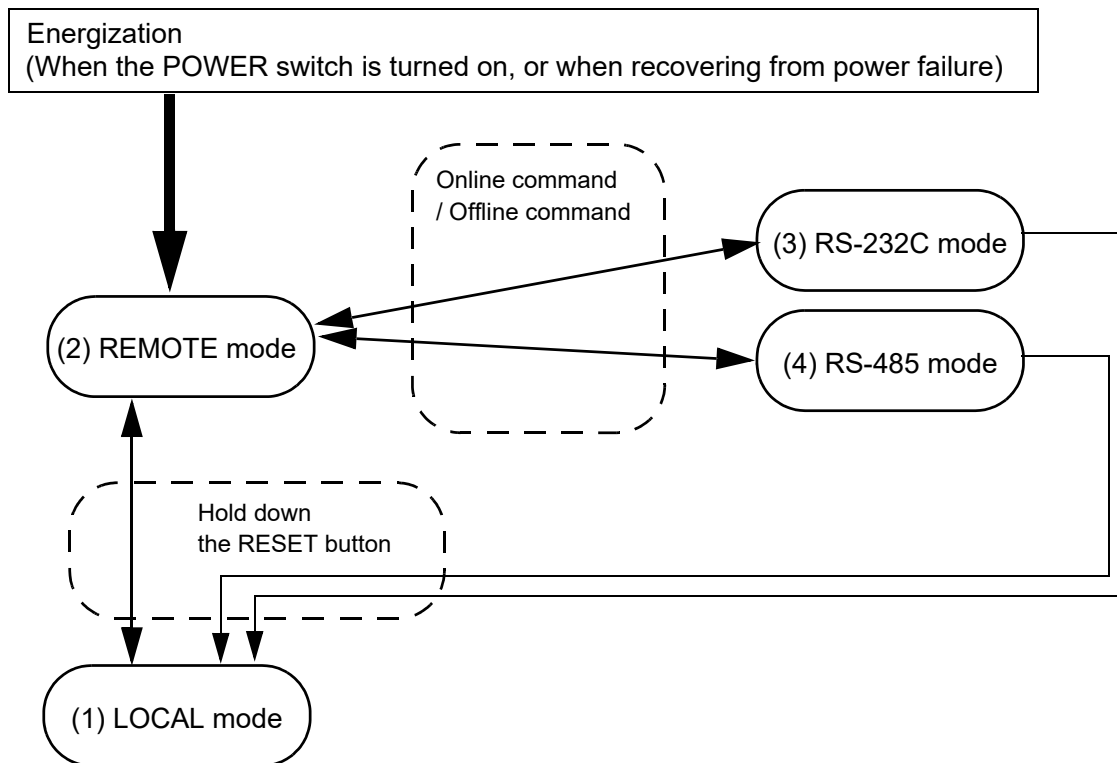 Energization
(When the POWER switch is turned on, or when recovering from power failure)
Online command
/ Offline command
(3) RS-232C mode
(2) REMOTE mode
(4) RS-485 mode
Hold down
the RESET button
(1) LOCAL mode